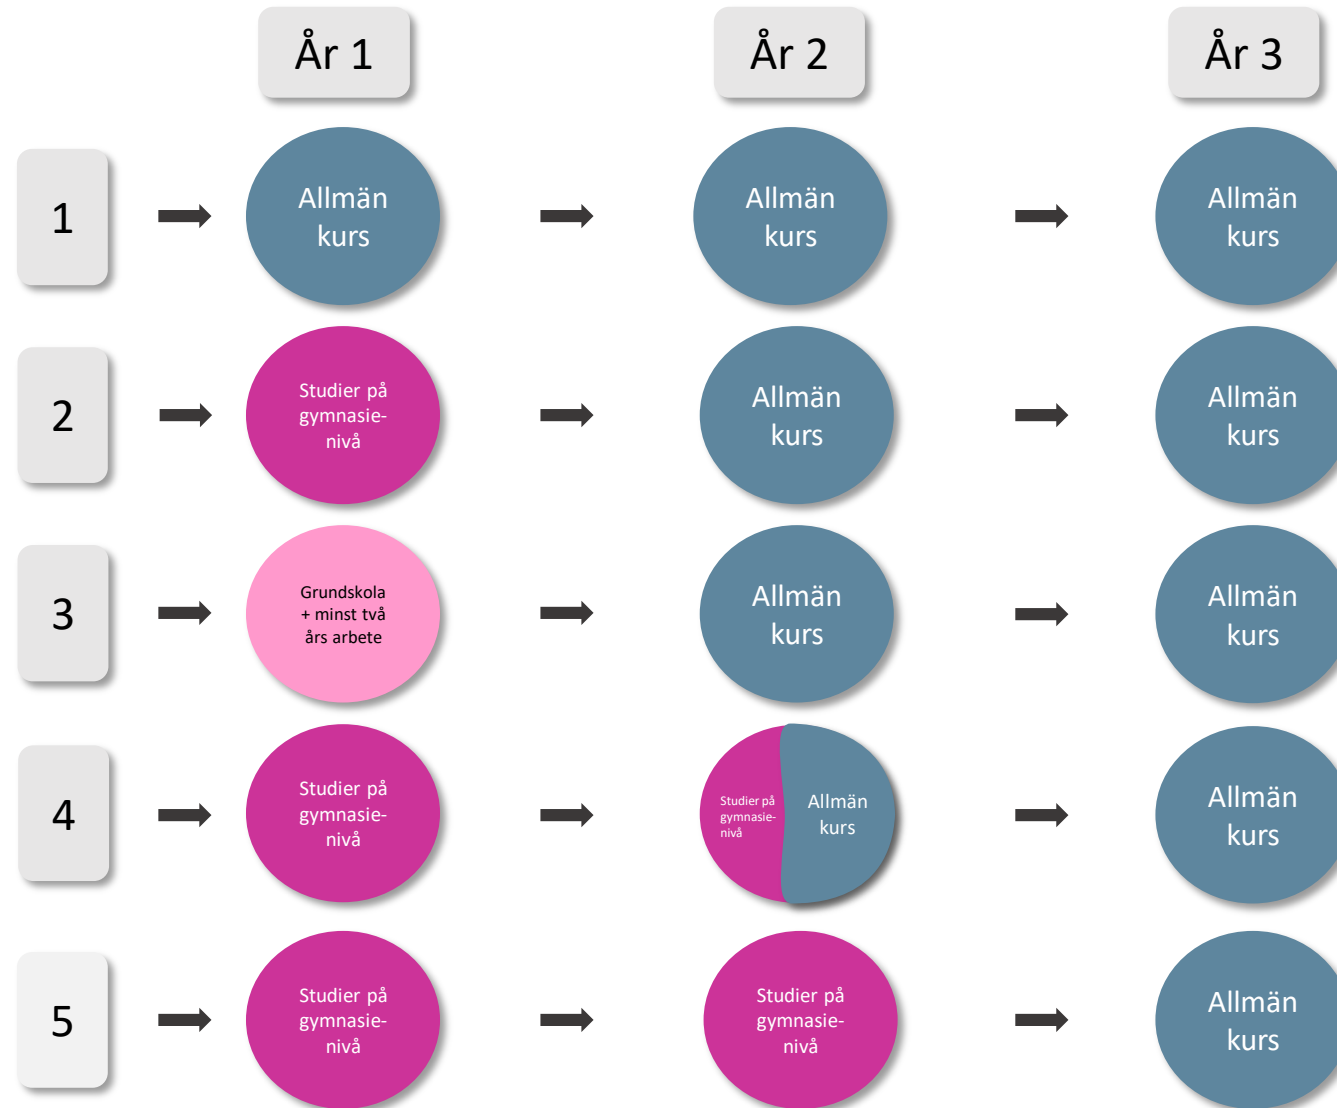 År 1
År 2
År 3
1
Allmän
kurs
Allmän
kurs
Allmän
kurs
2
Studier på
gymnasie-
nivå
Allmän
kurs
Allmän
kurs
3
Grundskola
+ minst två
års arbete
Allmän
kurs
Allmän
kurs
4
Studier på
gymnasie-
nivå
Studier på
gymnasie-
nivå
Allmän
kurs
Allmän
kurs
5
Studier på
gymnasie-
nivå
Studier på
gymnasie-
nivå
Allmän
kurs